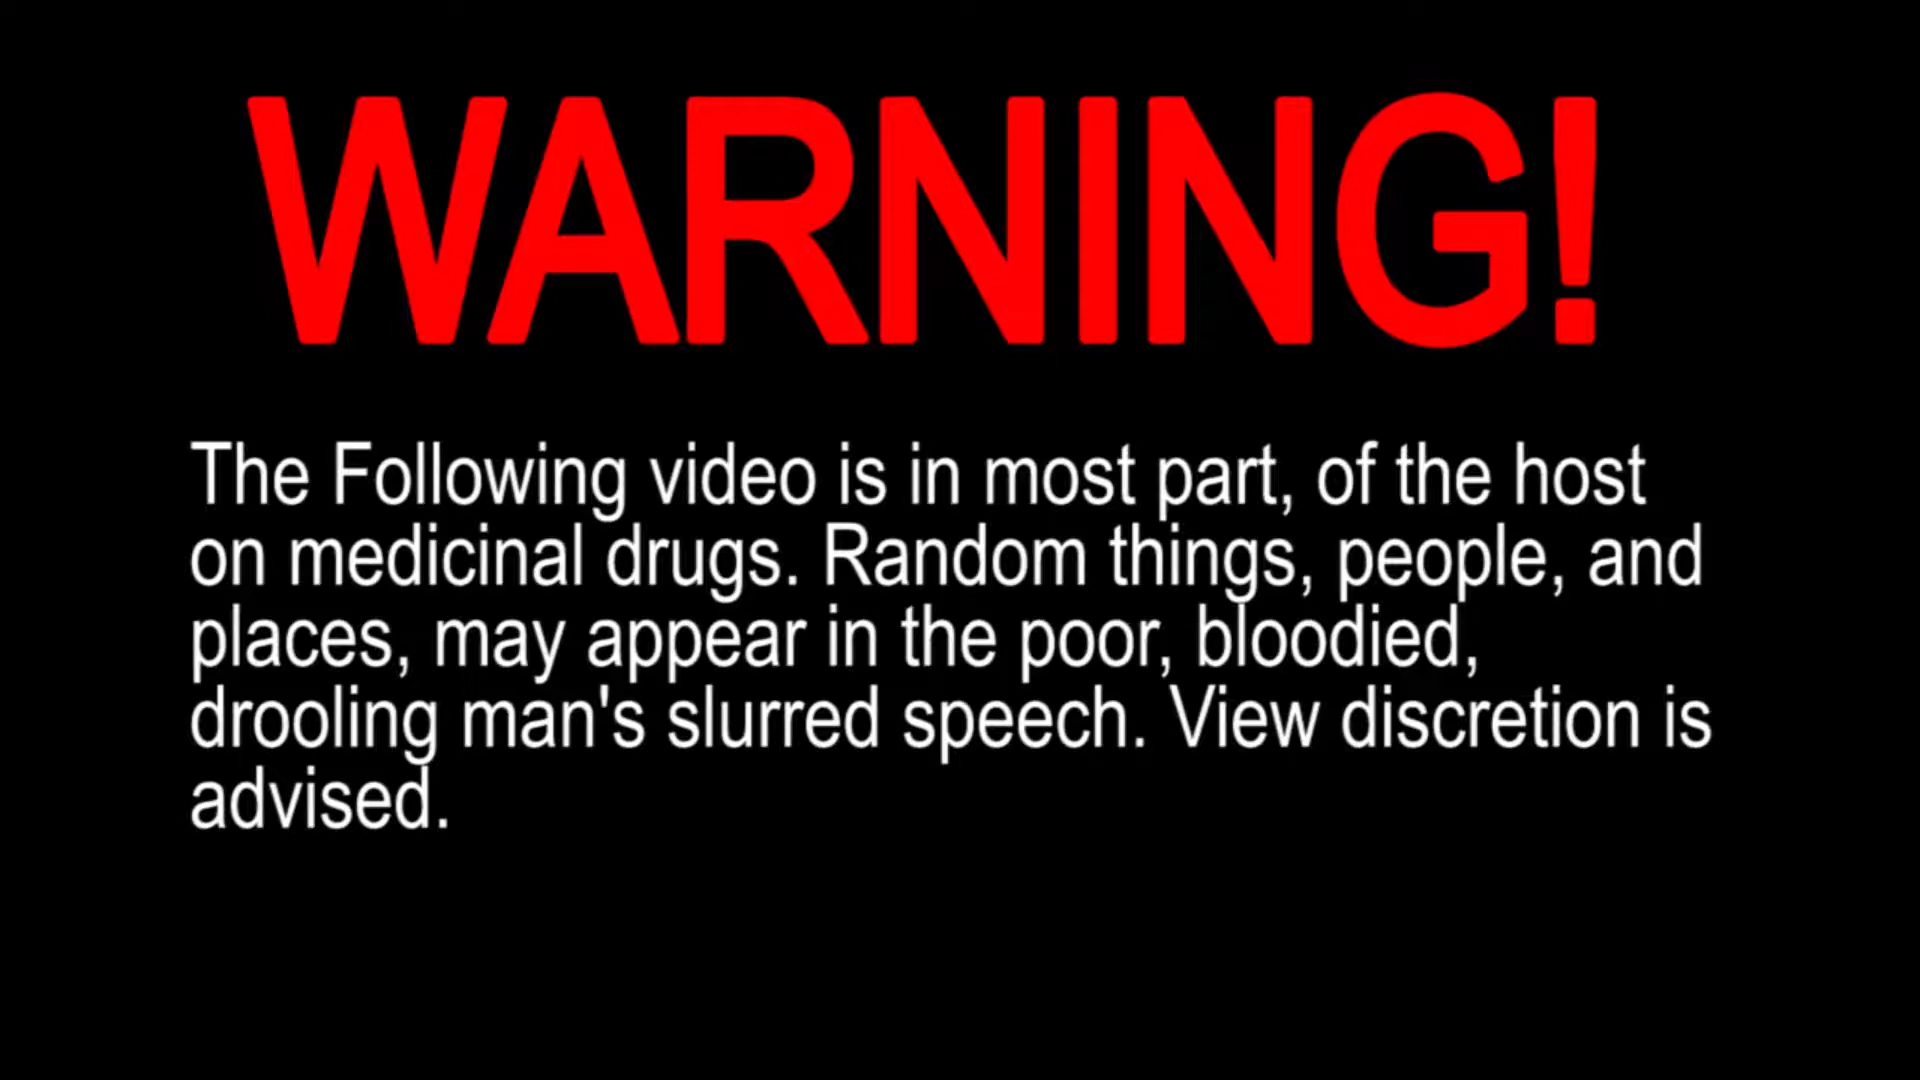 WARNING!
The Following video is in most part, of the host
on medicinal drugs. Random things, people, and
places, may appear in the poor, bloodied,
drooling man's slurred speech. View discretion is
advised.